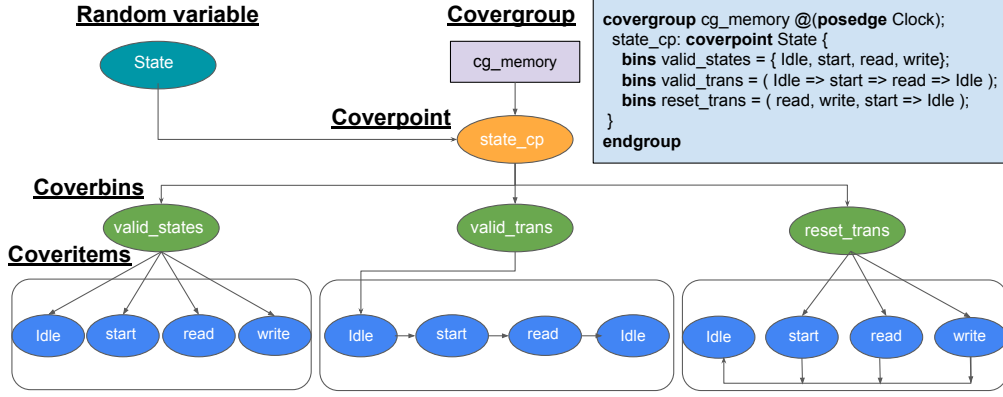 Random variable
Covergroup
covergroup cg_memory @(posedge Clock);
state_cp: coverpoint State {
bins valid_states = { Idle, start, read, write};
bins valid_trans = ( Idle => start => read => Idle );
bins reset_trans = ( read, write, start => Idle );
}
endgroup
State
cg_memory
Coverpoint
state_cp
Coverbins
valid_states
valid_trans
reset_trans
Coveritems
Idle
start
read
write
Idle
start
read
Idle
Idle
start
read
write